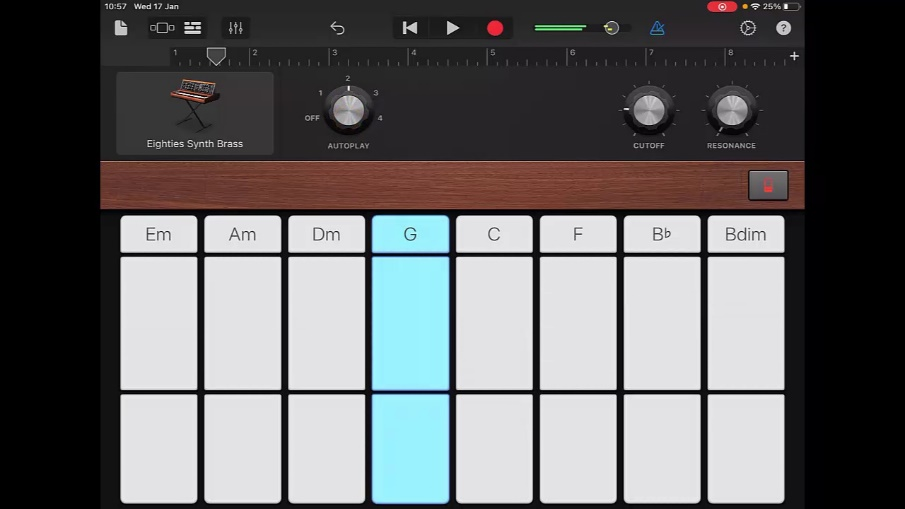 10:57 Wed 17 Jan
25%
1 2 3 4 5 6 7 8
Eighties Synth Brass
OFF 1 2 3 4
AUTOPLAY
CUTOFF
RESONANCE
Em Am Dm G C F B♭ Bdim